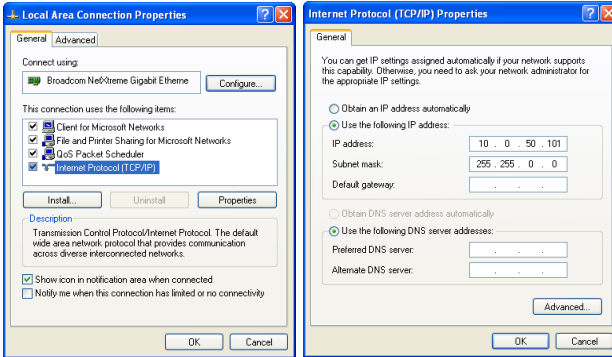 Local Area Connection Properties
General
Advanced
Connect using:
Broadcom NetXtreme Gigabit Etherne
Configure...
This connection uses the following items:
Client for Microsoft Networks
File and Printer Sharing for Microsoft Networks
QoS Packet Scheduler
Internet Protocol (TCP/IP)
Install...
Uninstall
Properties
Description
Transmission Control Protocol/Internet Protocol. The default
wide area network protocol that provides communication
across diverse interconnected networks.
Show icon in notification area when connected
Notify me when this connection has limited or no connectivity
OK
Cancel
Internet Protocol (TCP/IP) Properties
General
You can get IP settings assigned automatically if your network supports
this capability. Otherwise, you need to ask your network administrator for
the appropriate IP settings.
Obtain an IP address automatically
Use the following IP address:
IP address:
10 . 0 . 50 . 101
Subnet mask:
255 . 255 . 0 . 0
Default gateway:
. . .
Obtain DNS server address automatically
Use the following DNS server addresses:
Preferred DNS server:
. . .
Alternate DNS server:
. . .
Advanced...
OK
Cancel